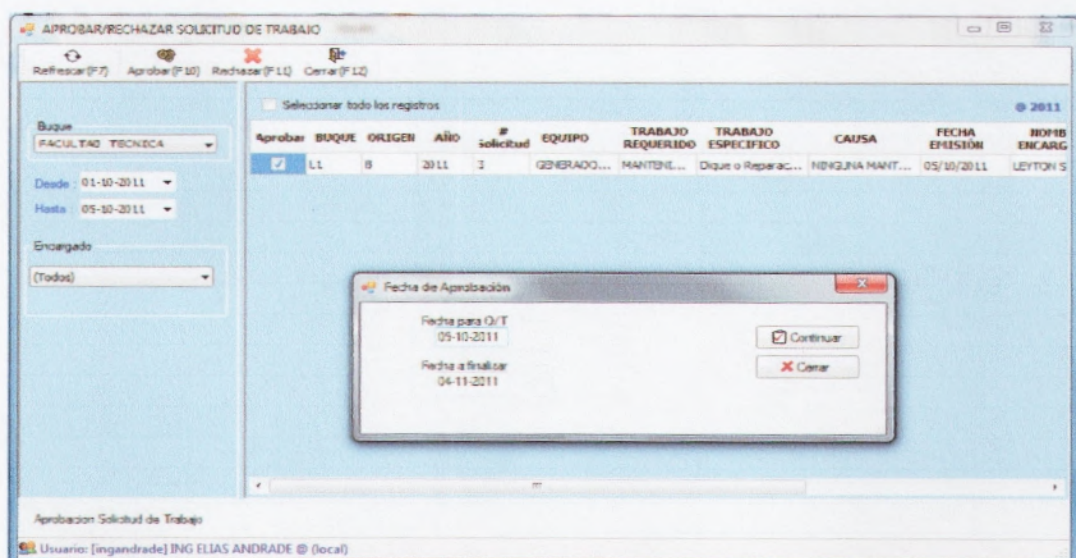 APROBAR/RECHAZAR SOLICITUD DE TRABAJO
Refrescar(F7) Aprobar(F10) Rechazar(F11) Cerrar(F12)
Seleccionar todo los registros
@ 2011
Buque
FACULTAD TECNICA
Desde : 01-10-2011
Hasta : 05-10-2011
Encargado
(Todos)
Aprobar BUQUE ORIGEN AÑO # Solicitud EQUIPO TRABAJO REQUERIDO TRABAJO ESPECIFICO CAUSA FECHA EMISIÓN NOMB ENCARG
L1 B 2011 1 GENERADO... MANTENI... Dique o Reparac... NINGUNA MANT... 05/10/2011 LEYTON S
Fecha de Aprobación
Fecha para O/T
05-10-2011
Continuar
Fecha a finalizar
04-11-2011
Cerrar
Aprobacion Solicitud de Trabajo
Usuario: [ingandrade] ING ELIAS ANDRADE @ (local)